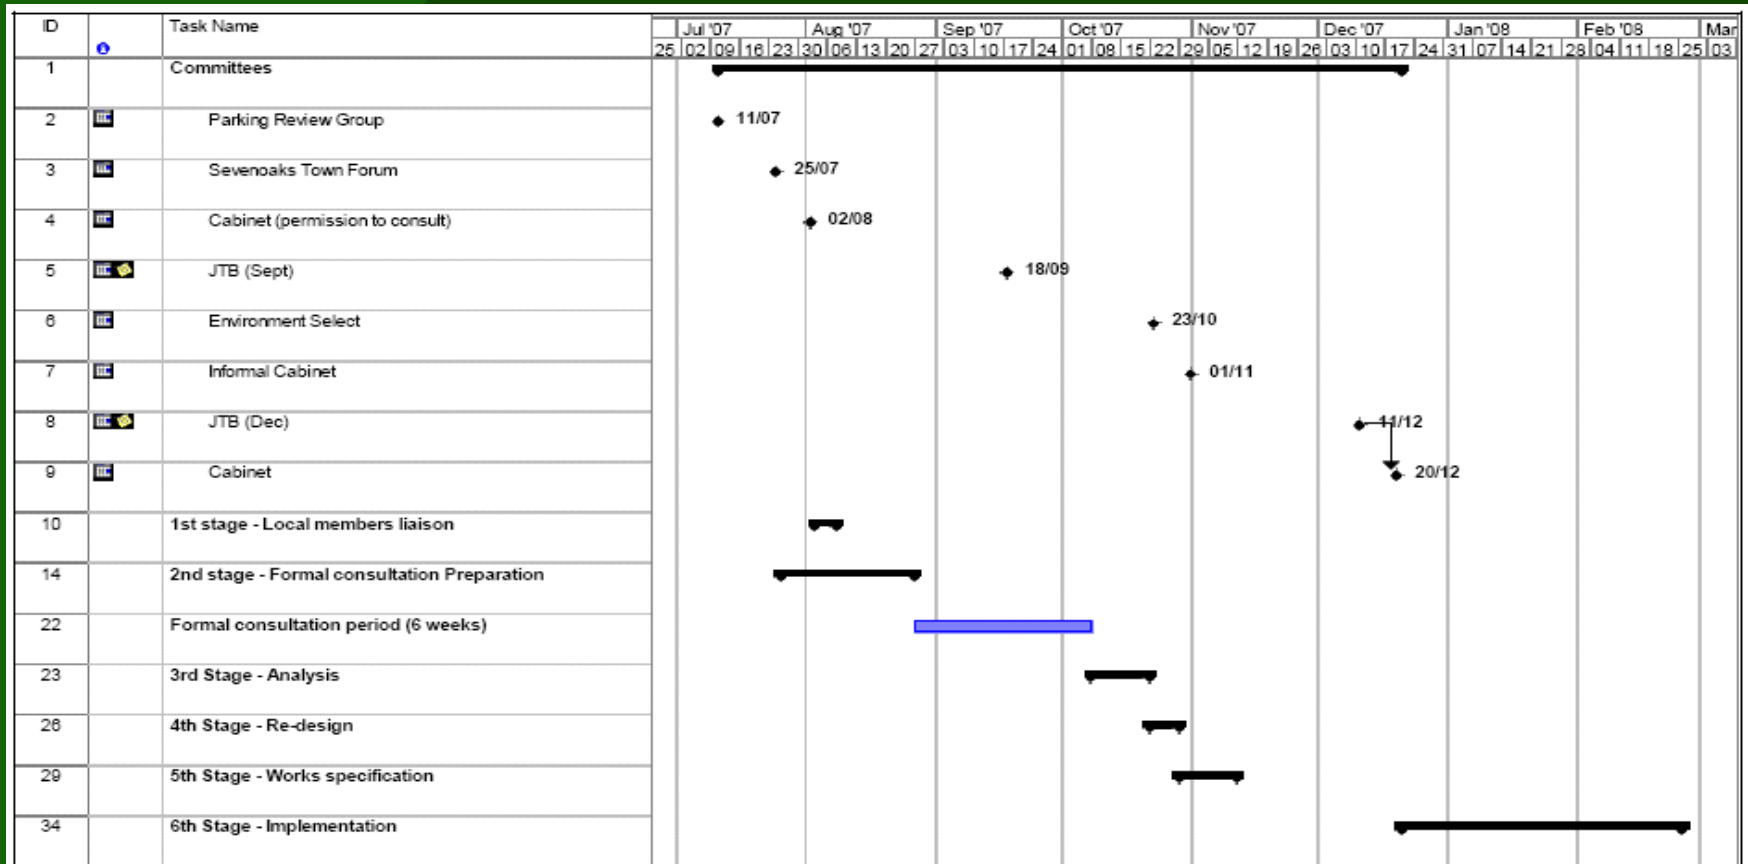 ID Task Name Jul '07 Aug '07 Sep '07 Oct '07 Nov '07 Dec '07 Jan '08 Feb '08 Mar
25 02 09 16 23 30 06 13 20 27 03 10 17 24 01 08 15 22 29 05 12 19 26 03 10 17 24 31 07 14 21 28 04 11 18 25 03
1 Committees
2 Parking Review Group 11/07
3 Sevenoaks Town Forum 25/07
4 Cabinet (permission to consult) 02/08
5 JTB (Sept) 18/09
6 Environment Select 23/10
7 Informal Cabinet 01/11
8 JTB (Dec) 11/12
9 Cabinet 20/12
10 1st stage - Local members liaison
14 2nd stage - Formal consultation Preparation
22 Formal consultation period (6 weeks)
23 3rd Stage - Analysis
26 4th Stage - Re-design
29 5th Stage - Works specification
34 6th Stage - Implementation